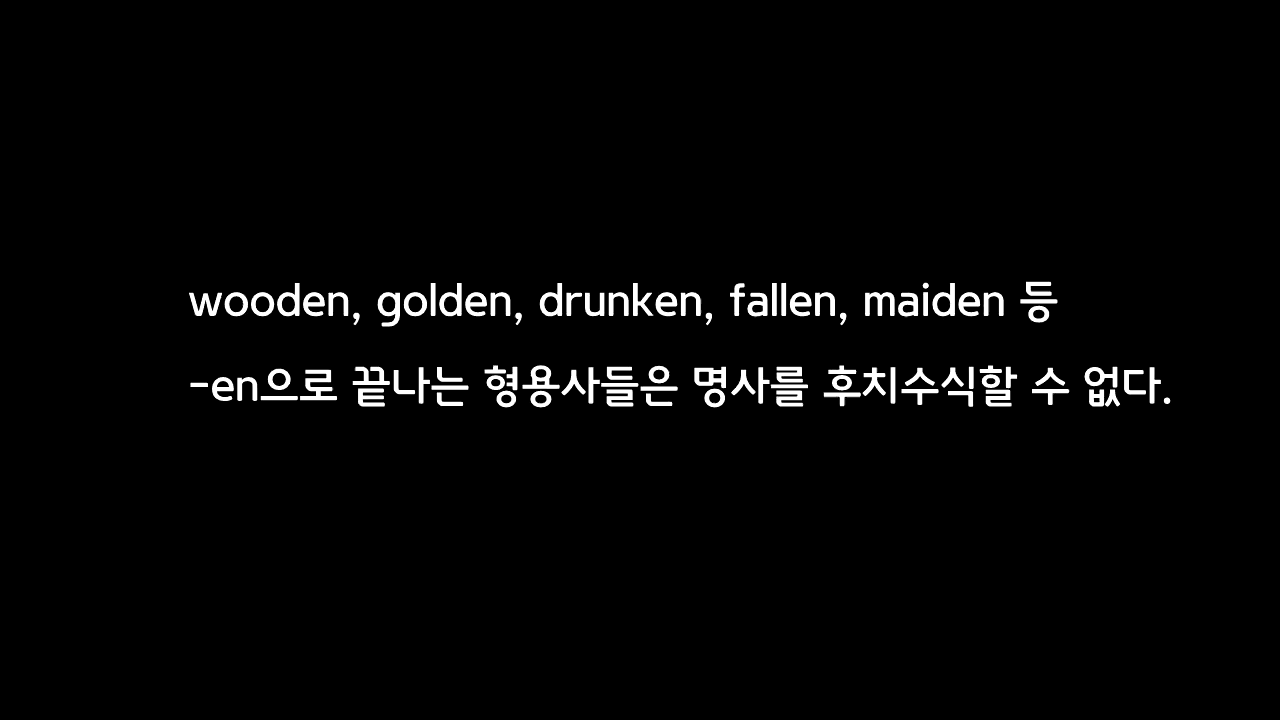 wooden, golden, drunken, fallen, maiden 등
-en으로 끝나는 형용사들은 명사를 후치수식할 수 없다.